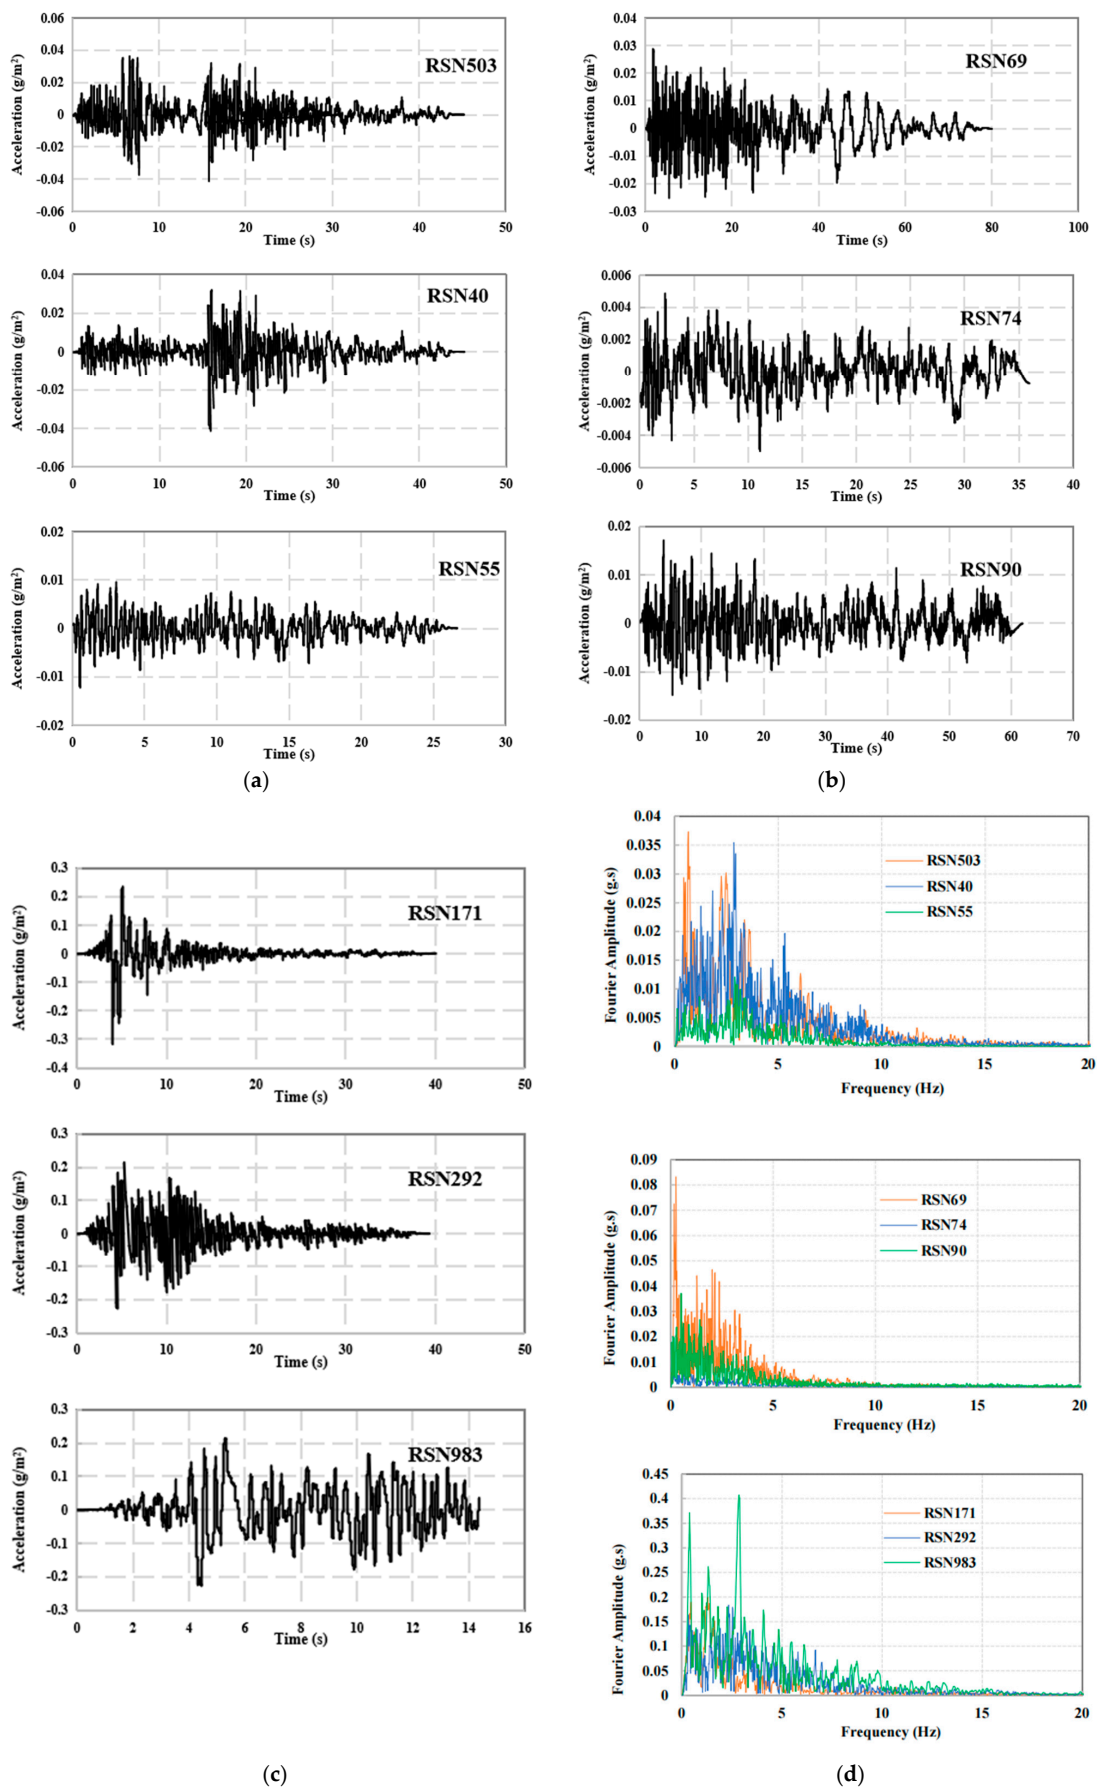 RSN503
Acceleration (g/m²)
0.06
0.04
0.02
0
-0.02
-0.04
-0.06
0 10 20 30 40 50
Time (s)
RSN40
Acceleration (g/m²)
0.04
0.02
0
-0.02
-0.04
-0.06
0 10 20 30 40 50
Time (s)
RSN55
Acceleration (g/m²)
0.02
0.01
0
-0.01
-0.02
0 5 10 15 20 25 30
Time (s)
(a)
RSN69
Acceleration (g/m²)
0.04
0.03
0.02
0.01
0
-0.01
-0.02
-0.03
0 20 40 60 80 100
Time (s)
RSN74
Acceleration (g/m²)
0.006
0.004
0.002
0
-0.002
-0.004
-0.006
0 5 10 15 20 25 30 35 40
Time (s)
RSN90
Acceleration (g/m²)
0.02
0.01
0
-0.01
-0.02
0 10 20 30 40 50 60 70
Time (s)
(b)
RSN171
Acceleration (g/m²)
0.3
0.2
0.1
0
-0.1
-0.2
-0.3
-0.4
0 10 20 30 40 50
Time (s)
RSN292
Acceleration (g/m²)
0.3
0.2
0.1
0
-0.1
-0.2
-0.3
0 10 20 30 40 50
Time (s)
RSN983
Acceleration (g/m²)
0.3
0.2
0.1
0
-0.1
-0.2
-0.3
0 2 4 6 8 10 12 14 16
Time (s)
(c)
Fourier Amplitude (g.s)
0.04
0.035
0.03
0.025
0.02
0.015
0.01
0.005
0
RSN503
RSN40
RSN55
0 5 10 15 20
Frequency (Hz)
Fourier Amplitude (g.s)
0.09
0.08
0.07
0.06
0.05
0.04
0.03
0.02
0.01
0
RSN69
RSN74
RSN90
0 5 10 15 20
Frequency (Hz)
Fourier Amplitude (g.s)
0.45
0.4
0.35
0.3
0.25
0.2
0.15
0.1
0.05
0
RSN171
RSN292
RSN983
0 5 10 15 20
Frequency (Hz)
(d)